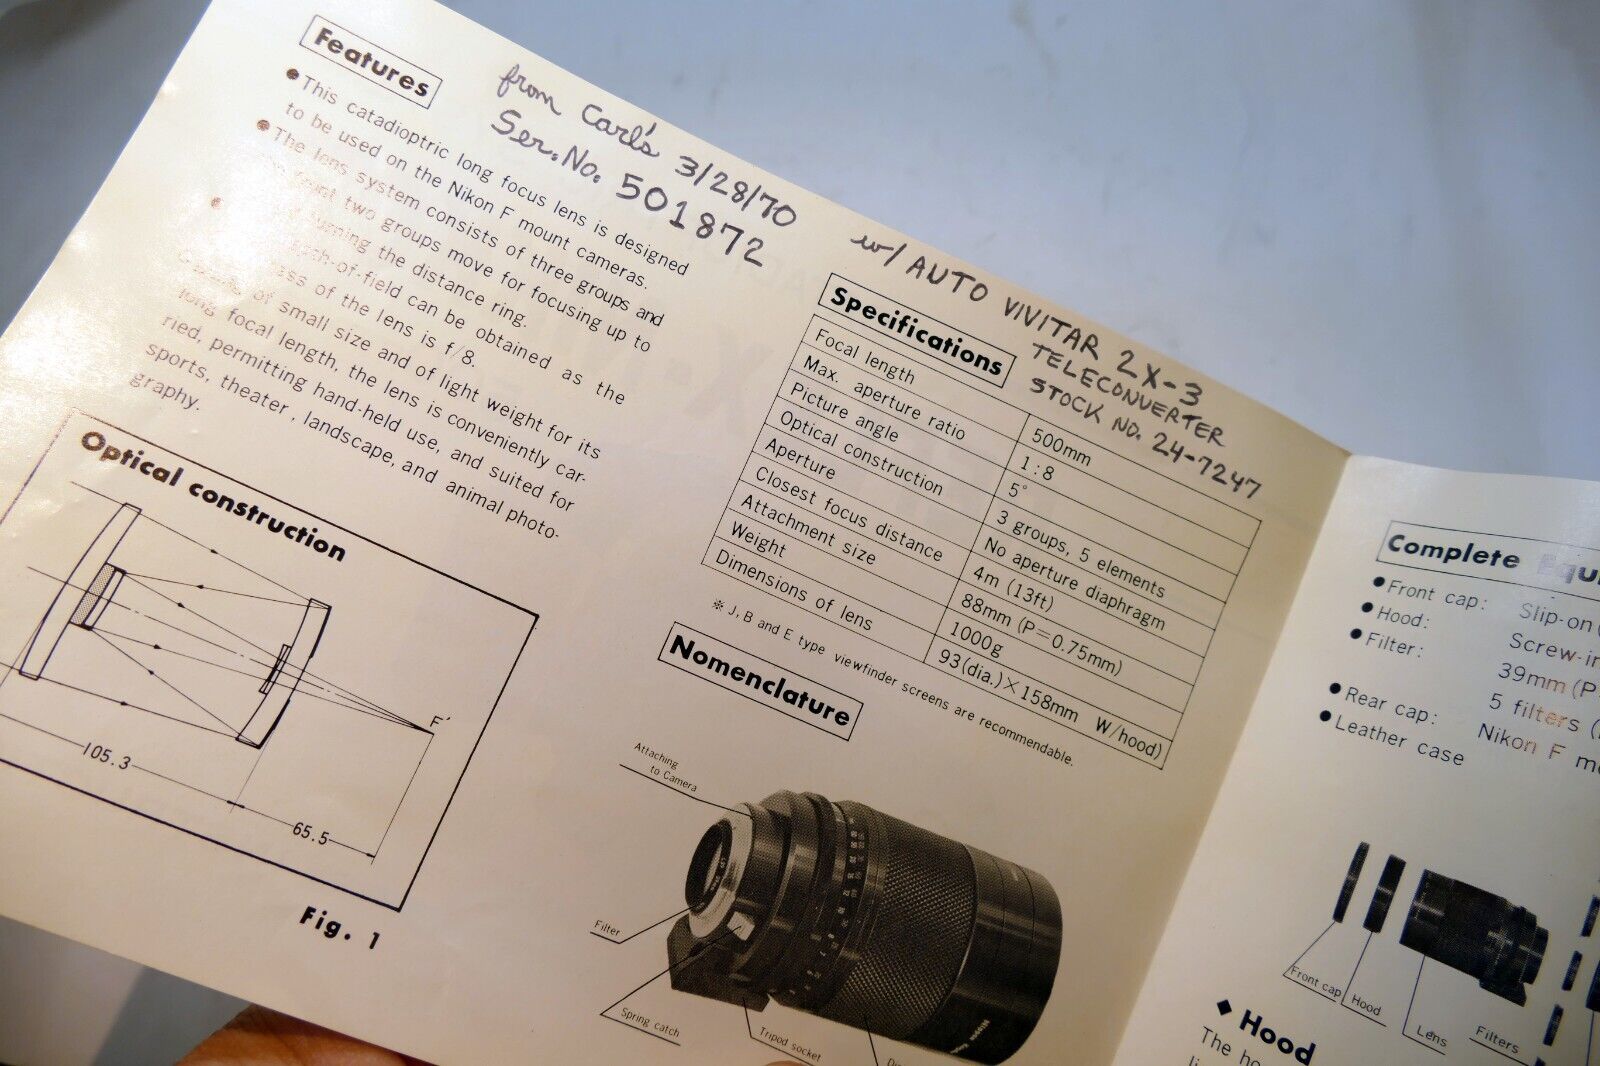 from Carl's 3/28/70
Ser. No. 501872
w/ AUTO VIVITAR 2X-3
TELECONVERTER
STOCK NO. 24-7247
Features
●This catadioptric long focus lens is designed
to be used on the Nikon F mount cameras.
●The lens system consists of three groups and
front two groups move for focusing up to
turning the distance ring.
depth-of-field can be obtained as the
of the lens is f/8.
of small size and of light weight for its
long focal length, the lens is conveniently car-
ried, permitting hand-held use, and suited for
sports, theater, landscape, and animal photo-
graphy.
Optical construction
F'
105.3
65.5
Fig. 1
Specifications
Focal length 500mm
Max. aperture ratio 1 : 8
Picture angle 5°
Optical construction 3 groups, 5 elements
Aperture No aperture diaphragm
Closest focus distance 4m (13ft)
Attachment size 88mm (P=0.75mm)
Weight 1000g
Dimensions of lens 93(dia.)×158mm W/hood)
※ J, B and E type viewfinder screens are recommendable.
Nomenclature
Attaching
to Camera
Filter
Spring catch
Tripod socket
Complete
●Front cap: Slip-on
●Hood: Screw-in
●Filter: 39mm (P
5 filters (
●Rear cap: Nikon F
●Leather case
Front cap
Hood
Lens
Filters
◆ Hood
The